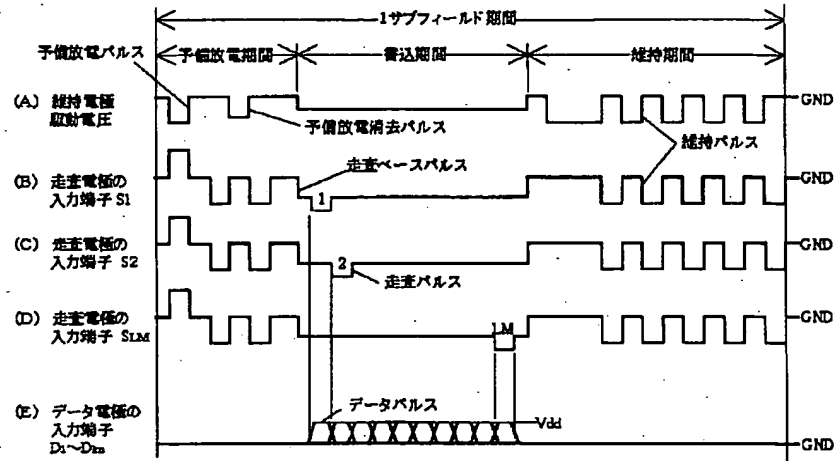 1サブフィールド期間
予備放電パルス
予備放電期間
書込期間
維持期間
(A) 維持電極
駆動電圧
GND
予備放電消去パルス
維持パルス
走査ベースパルス
(B) 走査電極の
入力端子 S1
1
GND
(C) 走査電極の
入力端子 S2
2
走査パルス
GND
(D) 走査電極の
入力端子 SLM
LM
GND
データパルス
(E) データ電極の
入力端子
D1～Dkm
Vdd
GND